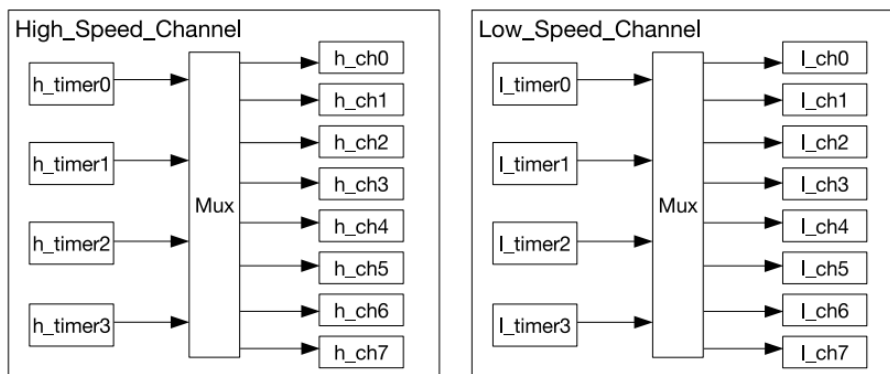 High_Speed_Channel
h_timer0
h_timer1
h_timer2
h_timer3
Mux
h_ch0
h_ch1
h_ch2
h_ch3
h_ch4
h_ch5
h_ch6
h_ch7
Low_Speed_Channel
l_timer0
l_timer1
l_timer2
l_timer3
Mux
l_ch0
l_ch1
l_ch2
l_ch3
l_ch4
l_ch5
l_ch6
l_ch7